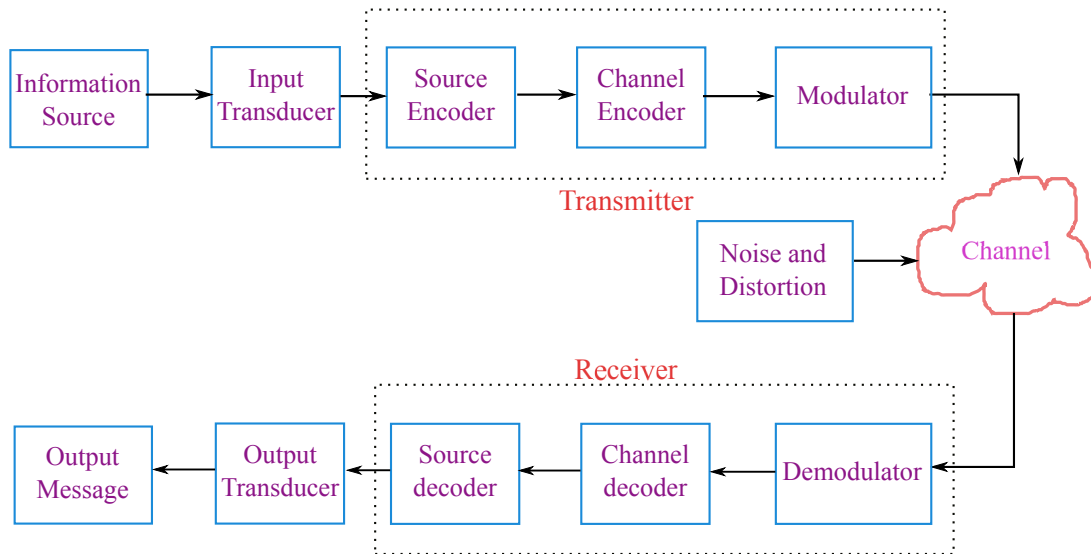 Information
Source
Input
Transducer
Source
Encoder
Channel
Encoder
Modulator
Transmitter
Noise and
Distortion
Channel
Receiver
Output
Message
Output
Transducer
Source
decoder
Channel
decoder
Demodulator